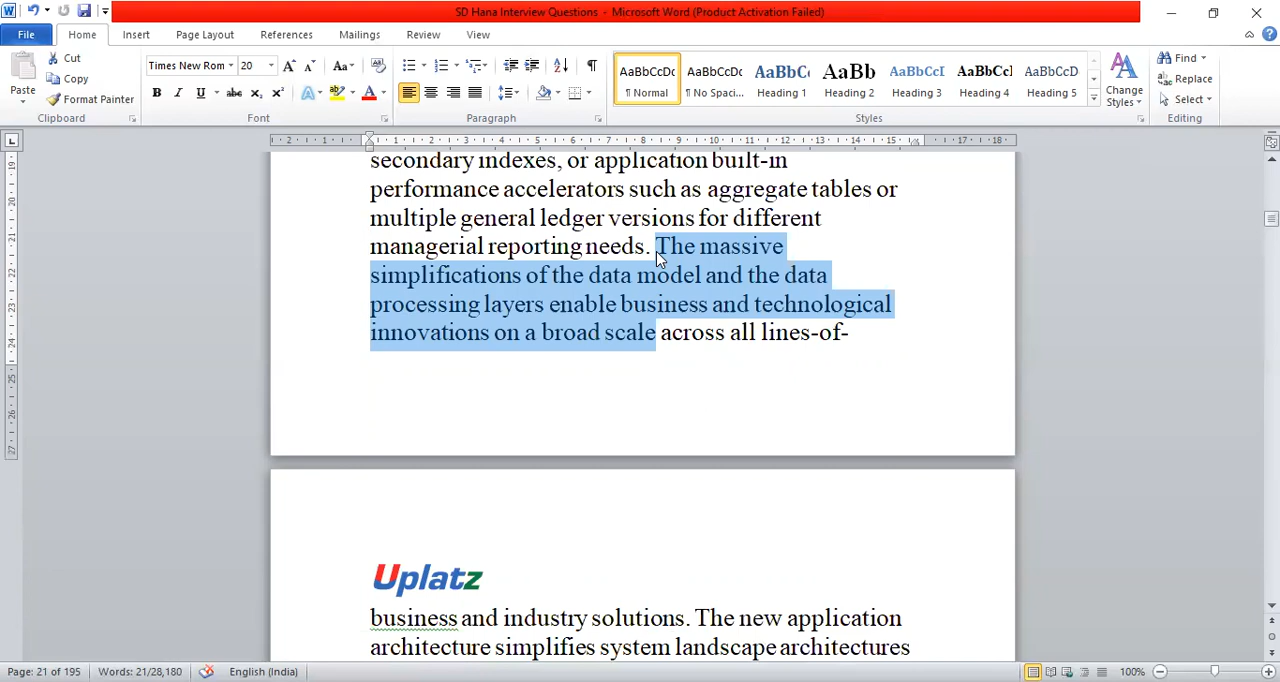 SD Hana Interview Questions - Microsoft Word (Product Activation Failed)
File Home Insert Page Layout References Mailings Review View
Paste
Cut
Copy
Format Painter
Clipboard
Times New Rom 20
Font
Paragraph
AaBbCcDc AaBbCcDc AaBbCc AaBb AaBbCcI AaBbCcI AaBbCcD
¶ Normal ¶ No Spaci... Heading 1 Heading 2 Heading 3 Heading 4 Heading 5
Change Styles
Styles
Find
Replace
Select
Editing
secondary indexes, or application built-in
performance accelerators such as aggregate tables or
multiple general ledger versions for different
managerial reporting needs. The massive
simplifications of the data model and the data
processing layers enable business and technological
innovations on a broad scale across all lines-of-
Uplatz
business and industry solutions. The new application
architecture simplifies system landscape architectures
Page: 21 of 195 Words: 21/28,180 English (India) 100%